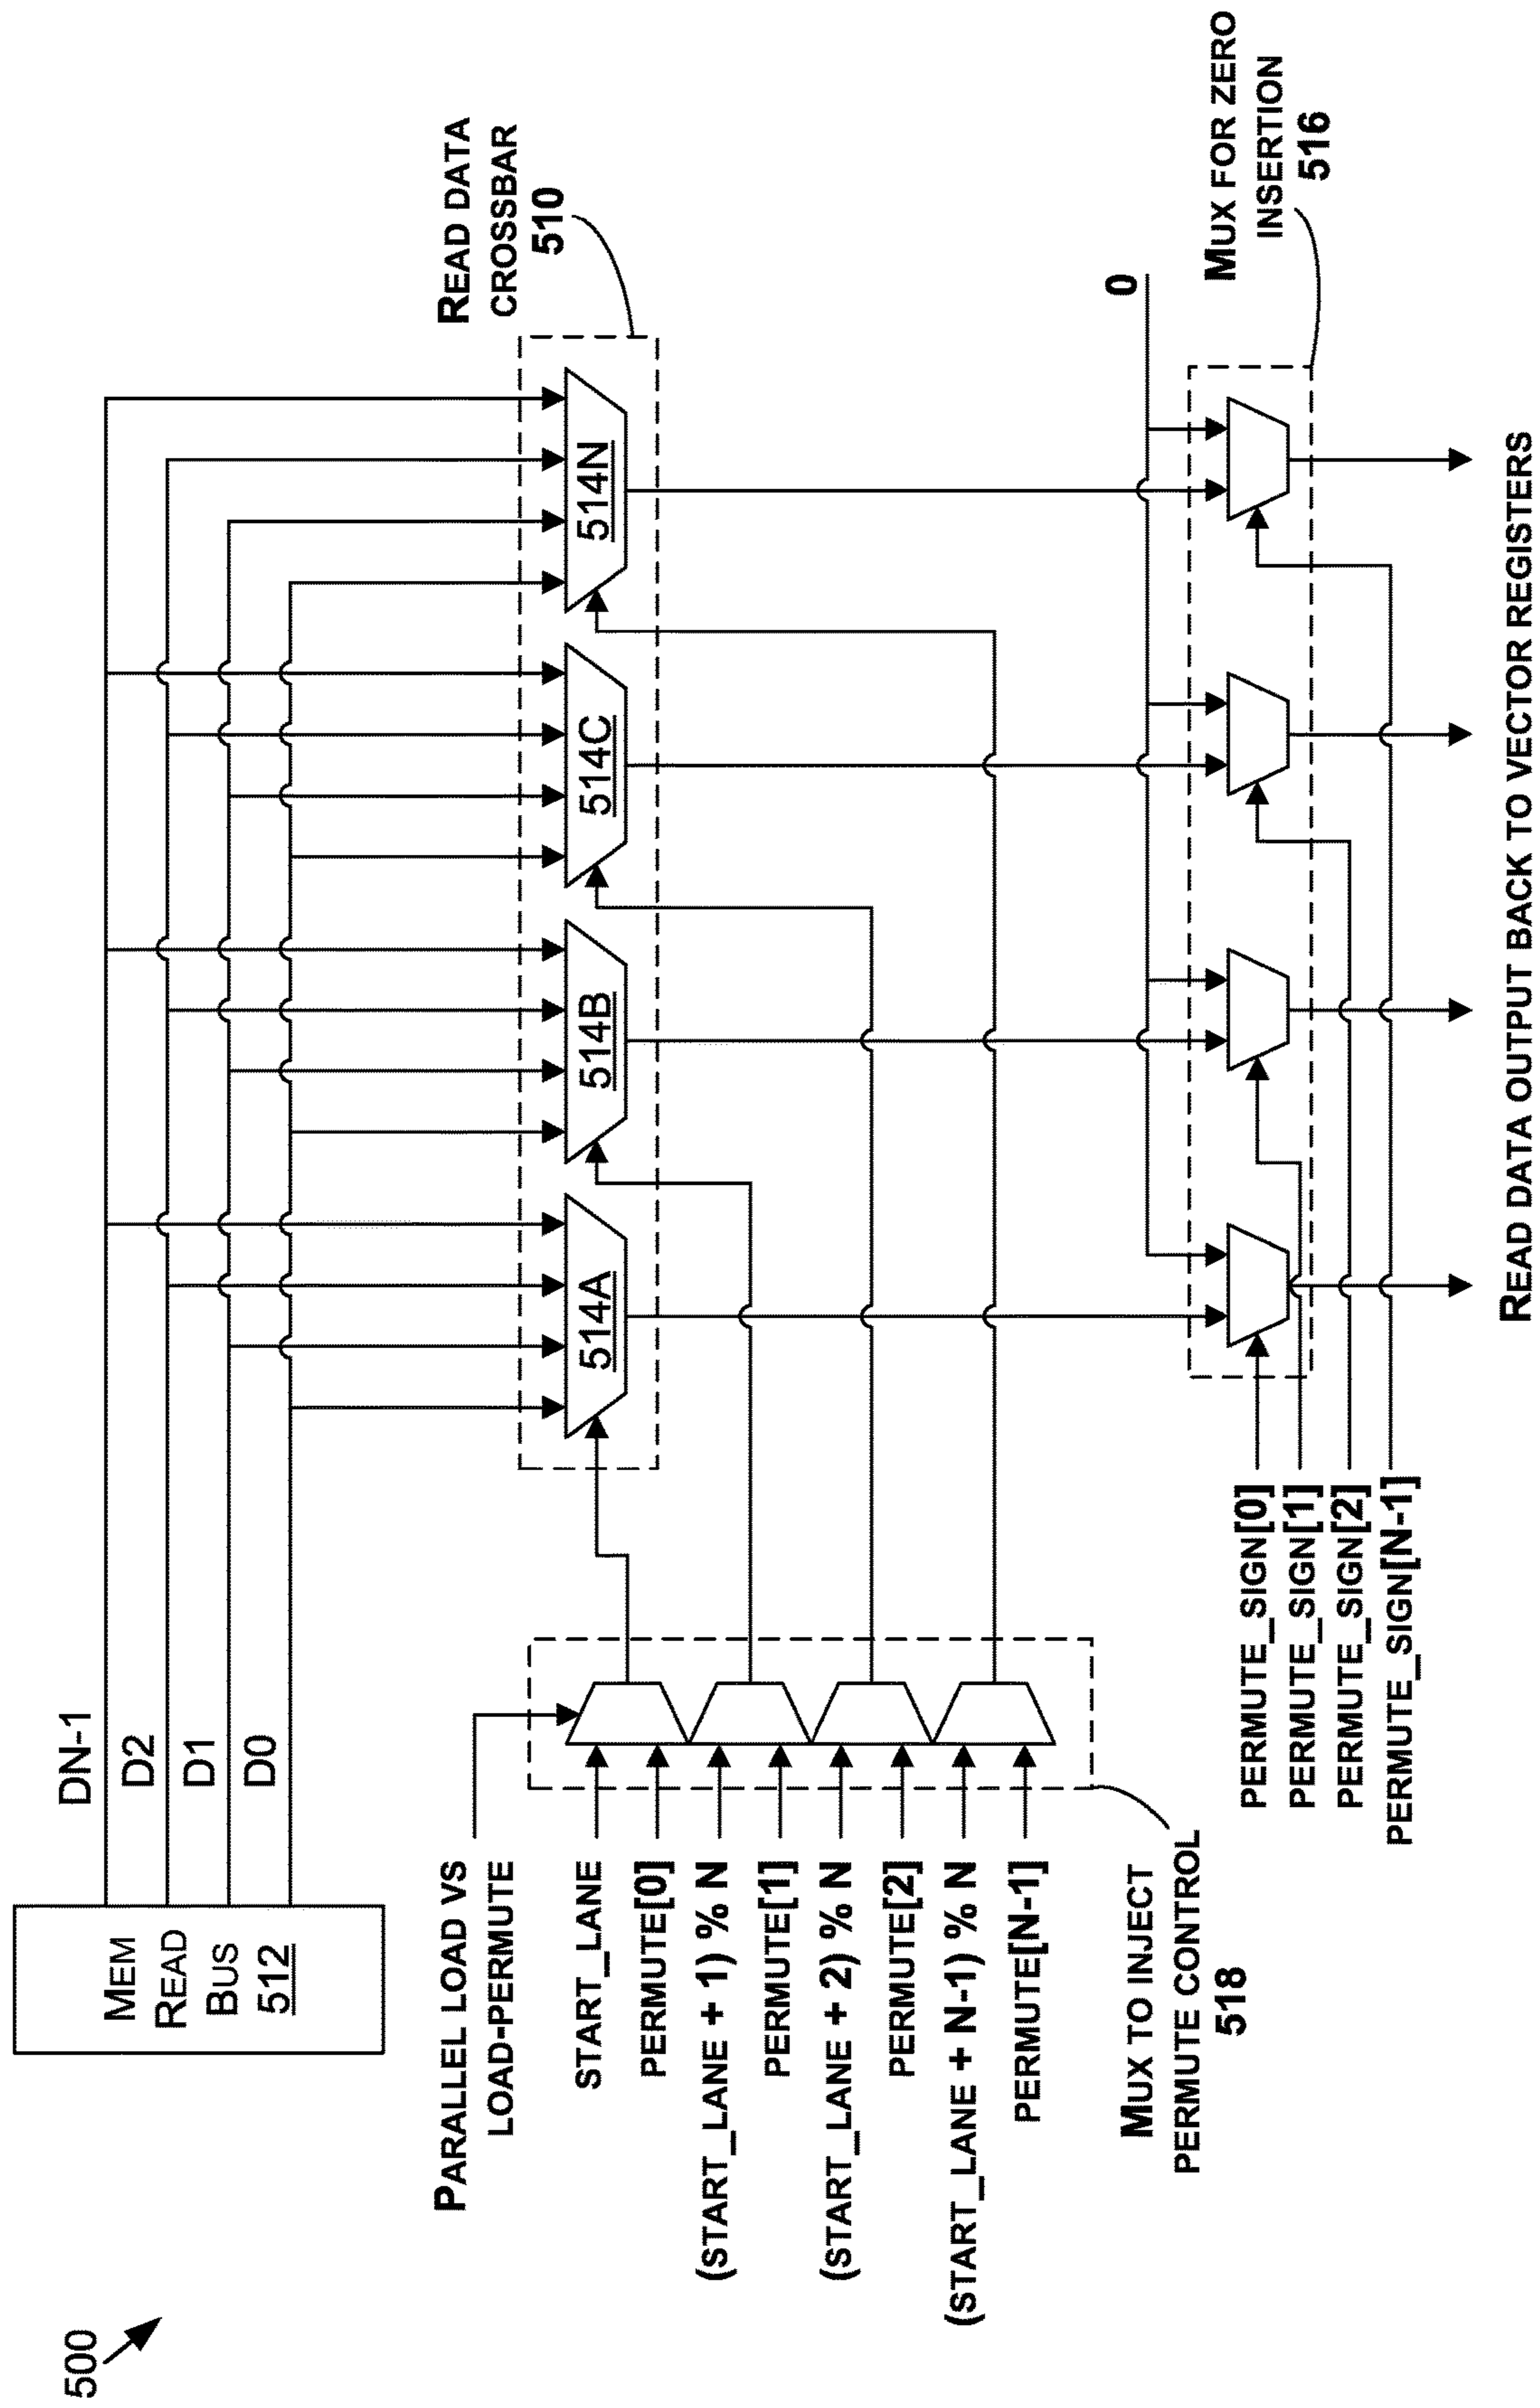 500
MEM
READ
BUS
512
DN-1
D2
D1
D0
READ DATA
CROSSBAR
510
514A
514B
514C
514N
PARALLEL LOAD VS
LOAD-PERMUTE
START_LANE
PERMUTE[0]
(START_LANE + 1) % N
PERMUTE[1]
(START_LANE + 2) % N
PERMUTE[2]
(START_LANE + N-1) % N
PERMUTE[N-1]
MUX TO INJECT
PERMUTE CONTROL
518
0
MUX FOR ZERO
INSERTION
516
PERMUTE_SIGN[0]
PERMUTE_SIGN[1]
PERMUTE_SIGN[2]
PERMUTE_SIGN[N-1]
READ DATA OUTPUT BACK TO VECTOR REGISTERS